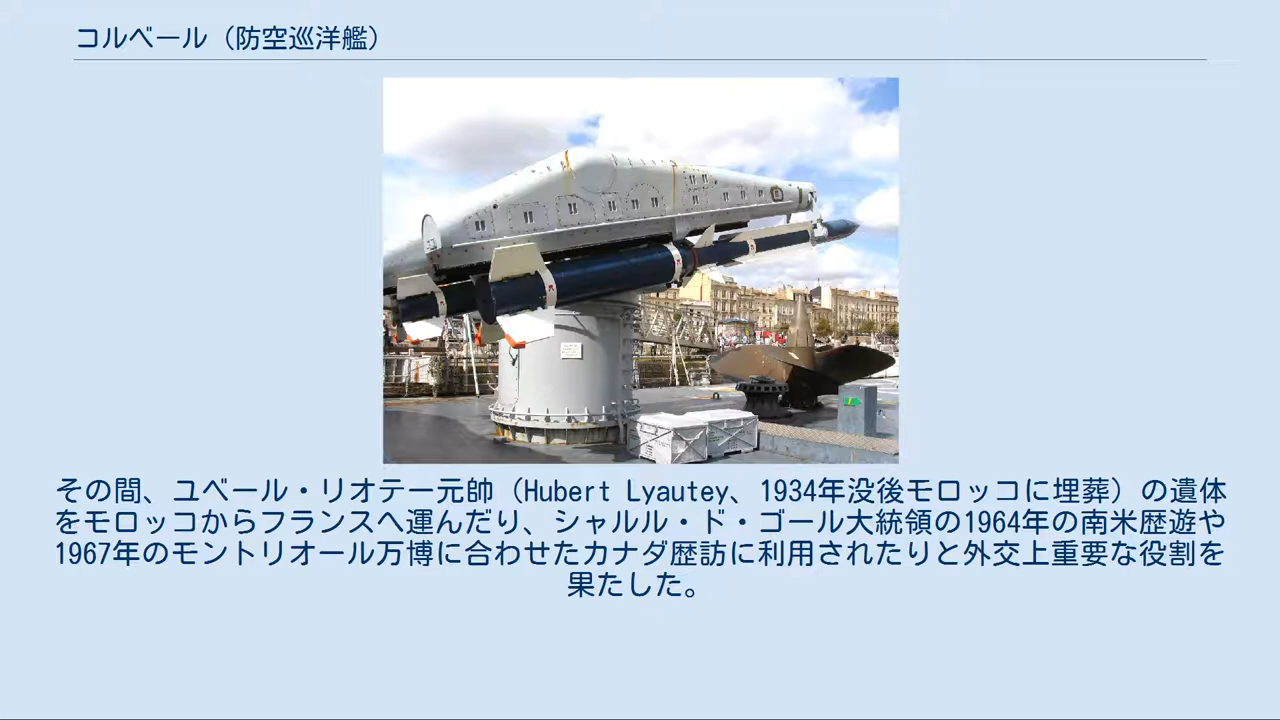 コルベール（防空巡洋艦）
その間、ユベール・リオテー元帥（Hubert Lyautey、1934年没後モロッコに埋葬）の遺体
をモロッコからフランスへ運んだり、シャルル・ド・ゴール大統領の1964年の南米歴遊や
1967年のモントリオール万博に合わせたカナダ歴訪に利用されたりと外交上重要な役割を
果たした。